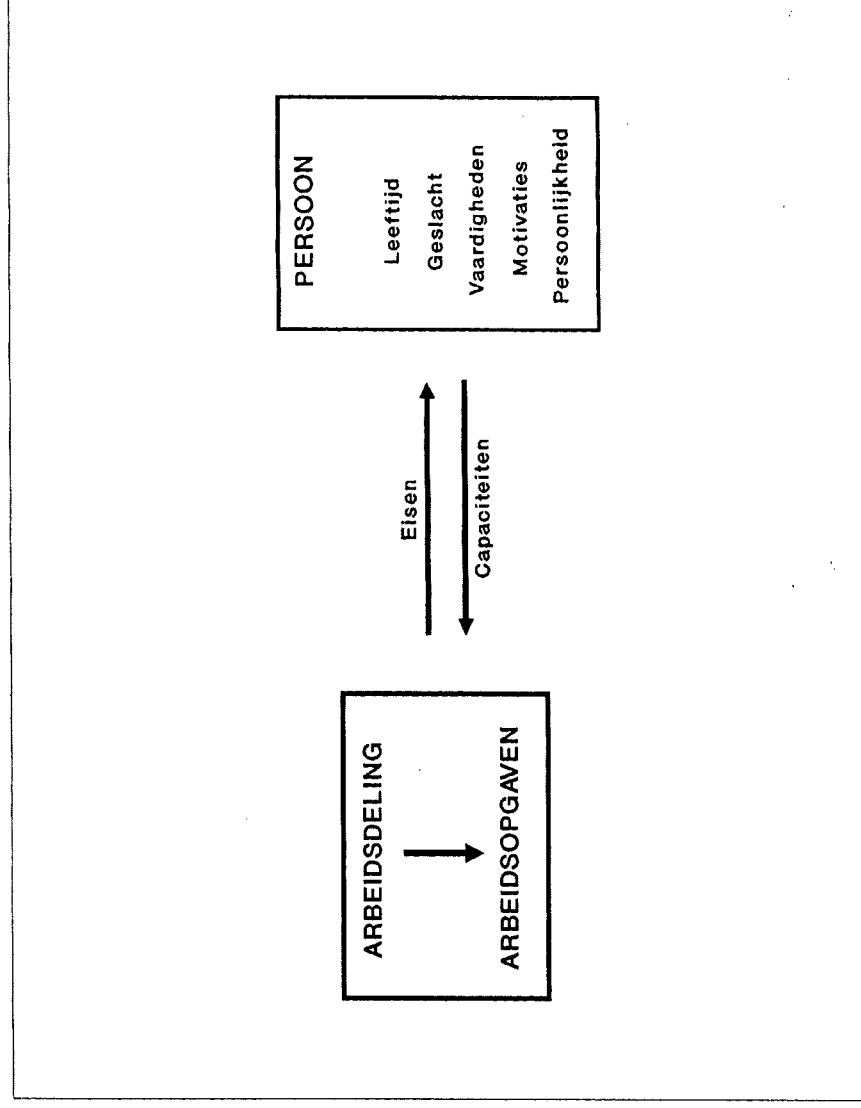 ARBEIDSDELING
ARBEIDSOPGAVEN
Eisen
Capaciteiten
PERSOON
Leeftijd
Geslacht
Vaardigheden
Motivaties
Persoonlijkheid